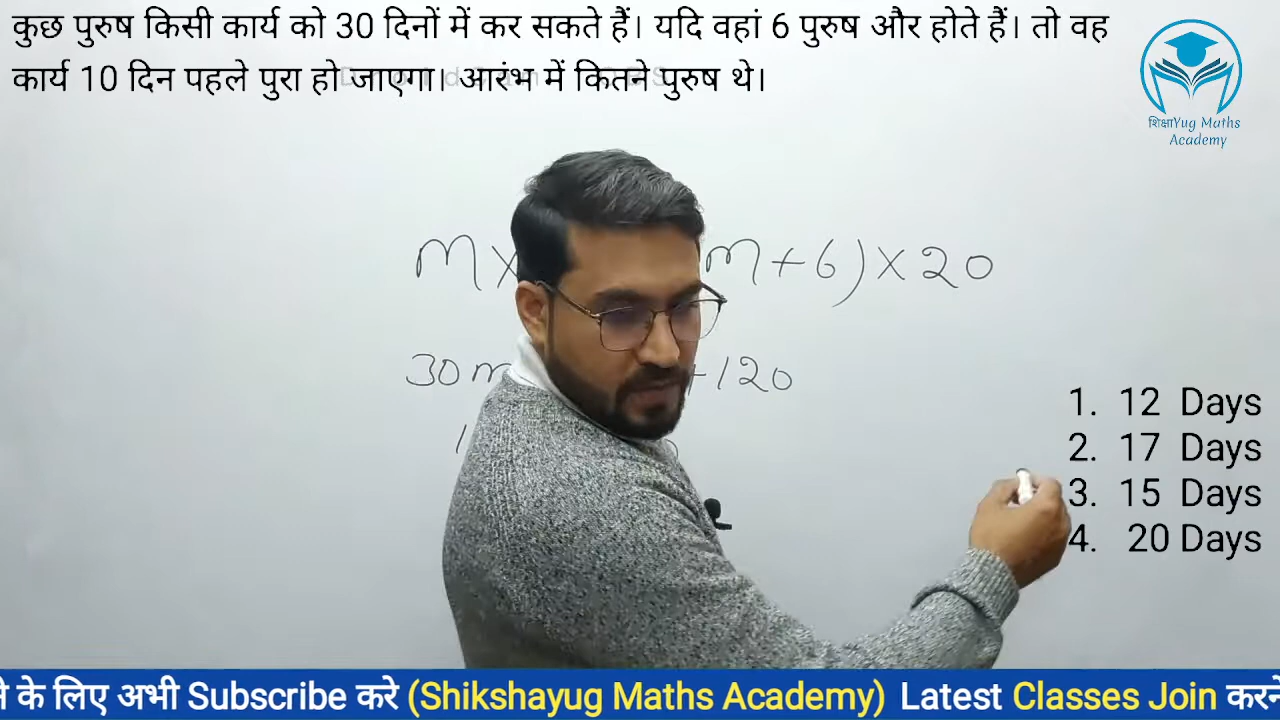 कुछ पुरुष किसी कार्य को 30 दिनों में कर सकते हैं। यदि वहां 6 पुरुष और होते हैं। तो वह
कार्य 10 दिन पहले पुरा हो जाएगा। आरंभ में कितने पुरुष थे।
शिक्षाYug Maths
Academy
m× m+6)×20
30m +120
1. 12 Days
2. 17 Days
3. 15 Days
4. 20 Days
के लिए अभी Subscribe करे (Shikshayug Maths Academy) Latest Classes Join